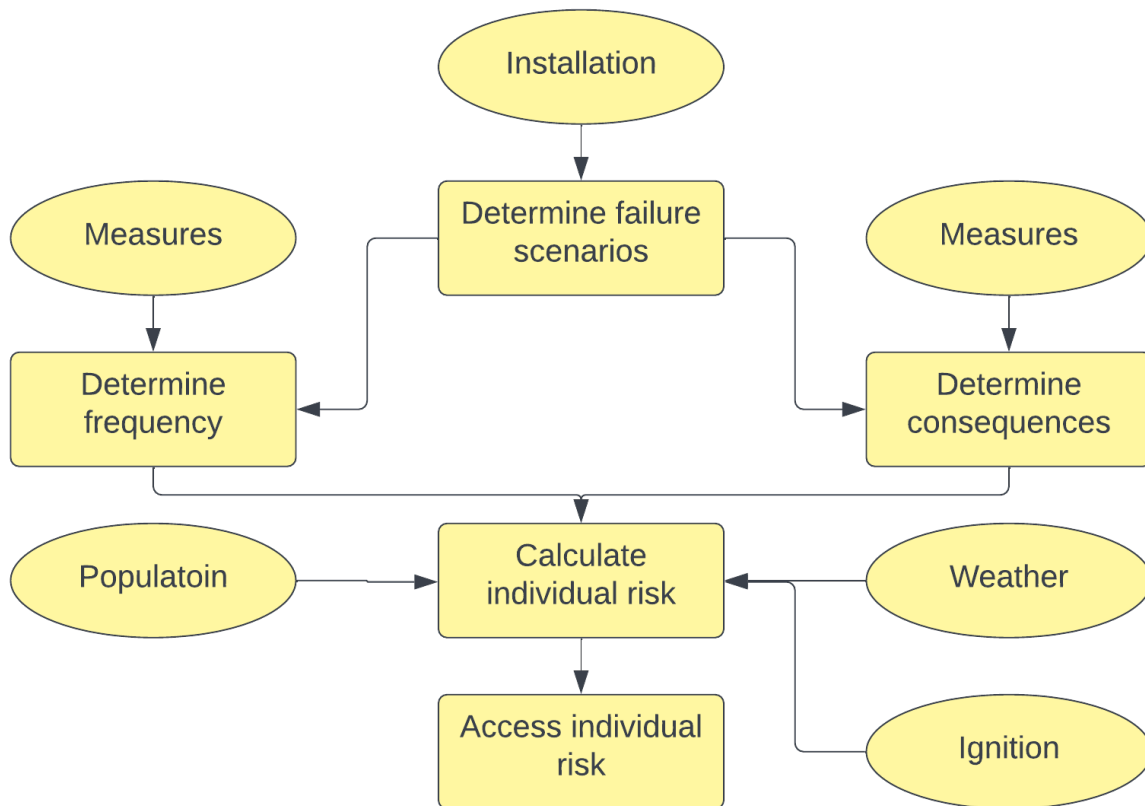 Installation
Determine failure
scenarios
Measures
Measures
Determine
frequency
Determine
consequences
Populatoin
Calculate
individual risk
Weather
Access individual
risk
Ignition